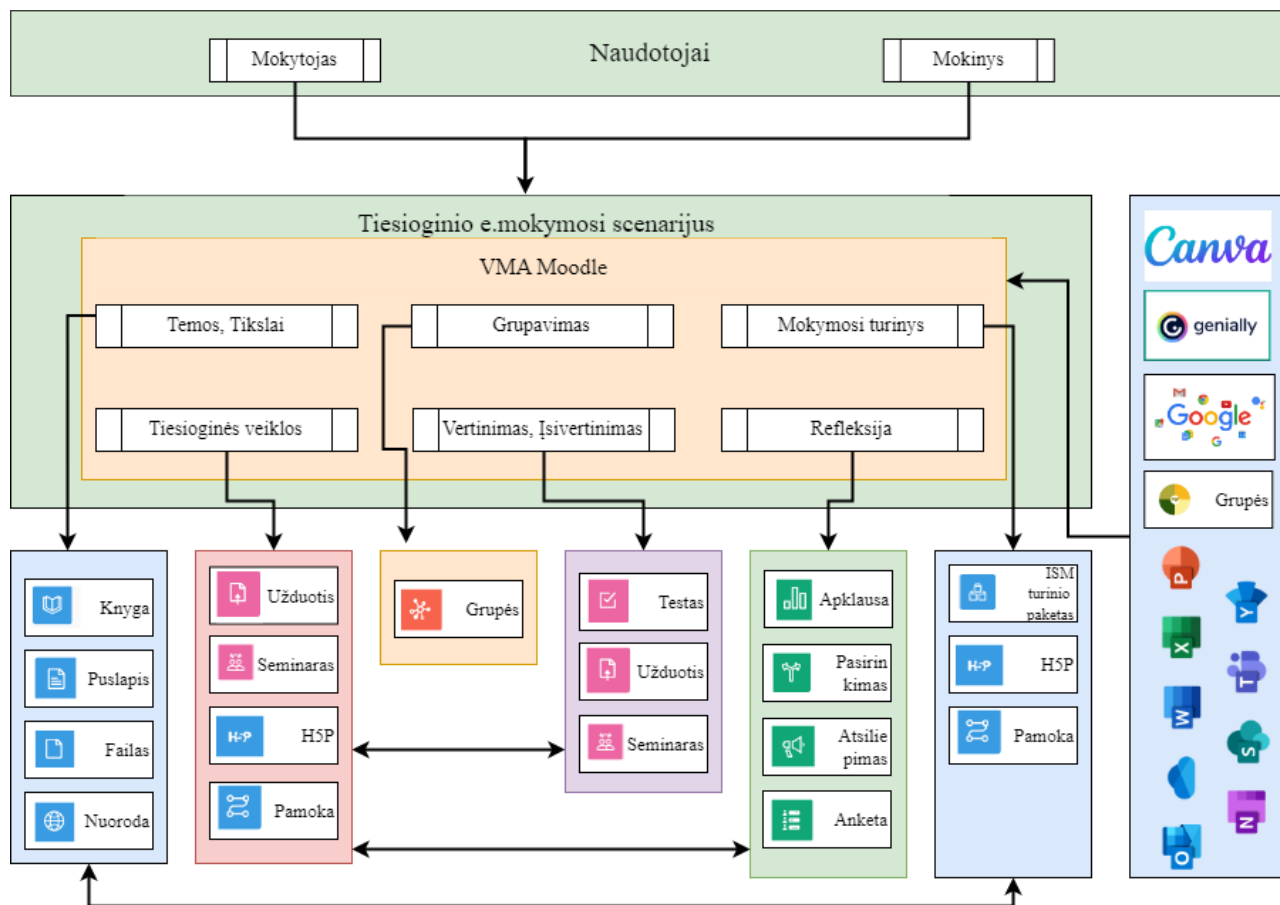 Naudotojai
Mokytojas
Mokinys
Tiesioginio e.mokymosi scenarijus
VMA Moodle
Temos, Tikslai
Grupavimas
Mokymosi turinys
Tiesioginės veiklos
Vertinimas, Įsivertinimas
Refleksija
Canva
genially
Google
G
Grupės
P
X
W
O
Y
T
S
N
Knyga
Puslapis
Failas
Nuoroda
Užduotis
Seminaras
H5P
H5P
Pamoka
Grupės
Testas
Užduotis
Seminaras
Apklausa
Pasirin
kimas
Atsilie
pimas
Anketa
ISM
turinio
paketas
H5P
H5P
Pamoka